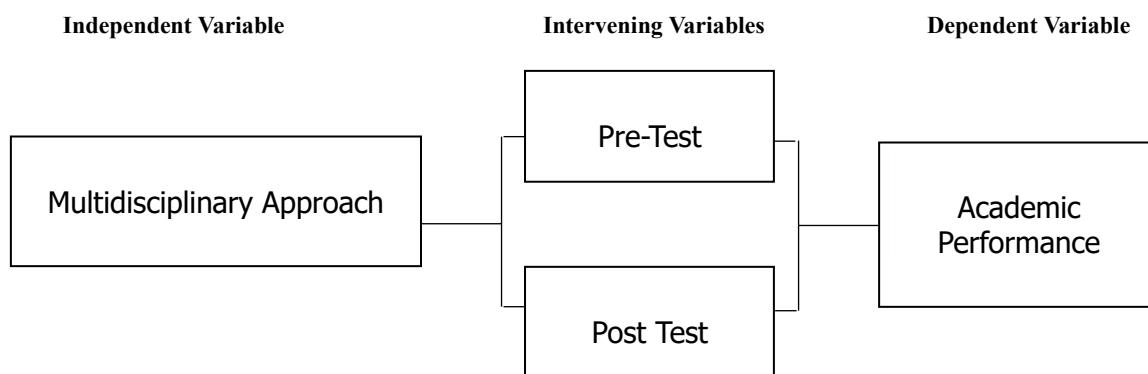 Independent Variable
Intervening Variables
Dependent Variable
Multidisciplinary Approach
Pre-Test
Post Test
Academic
Performance